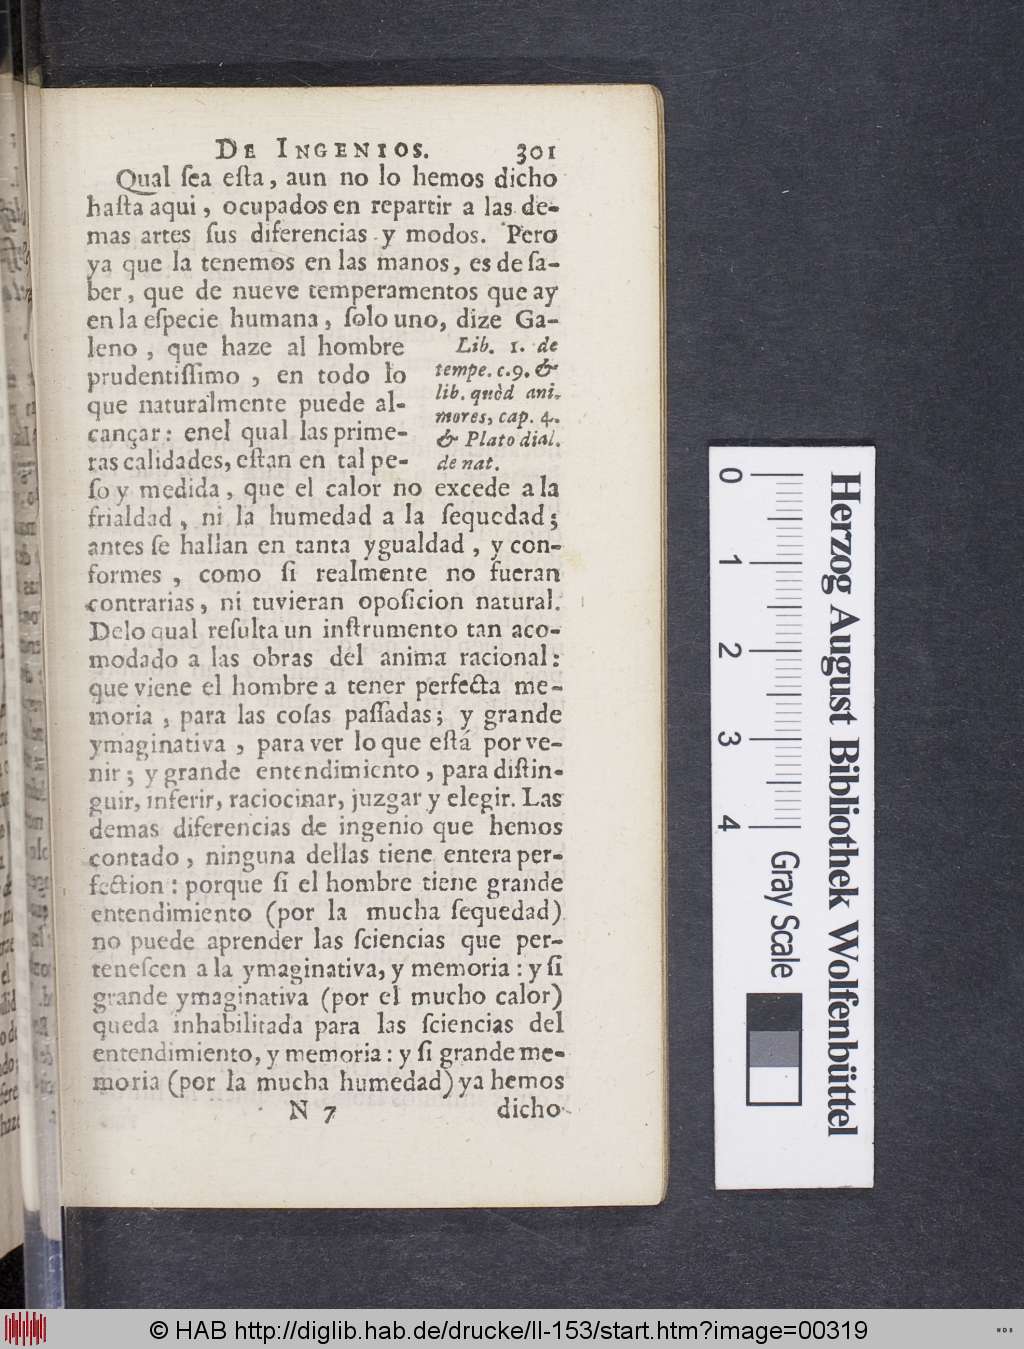 DE INGENIOS. 301
Qual ſea eſta, aun no lo hemos dicho
haſta aqui, ocupados en repartir a las de-
mas artes ſus diferencias y modos. Pero
ya que la tenemos en las manos, es de ſa-
ber, que de nueve temperamentos que ay
en la eſpecie humana, ſolo uno, dize Ga-
leno, que haze al hombre
prudentiſſimo, en todo lo
que naturalmente puede al-
cançar: enel qual las prime-
ras calidades, eſtan en tal pe-
Lib. 1. de
tempe. c. 9. &
lib. quòd ani.
mores, cap. 4.
& Plato dial.
de nat.
ſo y medida, que el calor no excede a la
frialdad, ni la humedad a la ſequedad;
antes ſe hallan en tanta ygualdad, y con-
formes, como ſi realmente no fueran
contrarias, ni tuvieran opoſicion natural.
Delo qual reſulta un inſtrumento tan aco-
modado a las obras del anima racional:
que viene el hombre a tener perfecta me-
moria, para las coſas paſſadas; y grande
ymaginativa, para ver lo que eſtá por ve-
nir; y grande entendimiento, para diſtin-
guir, inferir, raciocinar, juzgar y elegir. Las
demas diferencias de ingenio que hemos
contado, ninguna dellas tiene entera per-
fection: porque ſi el hombre tiene grande
entendimiento (por la mucha ſequedad)
no puede aprender las ſciencias que per-
teneſcen a la ymaginativa, y memoria: y ſi
grande ymaginativa (por el mucho calor)
queda inhabilitada para las ſciencias del
entendimiento, y memoria: y ſi grande me-
moria (por la mucha humedad) ya hemos
N 7 dicho
Herzog August Bibliothek Wolfenbüttel
0 1 2 3 4
Gray Scale
© HAB http://diglib.hab.de/drucke/ll-153/start.htm?image=00319